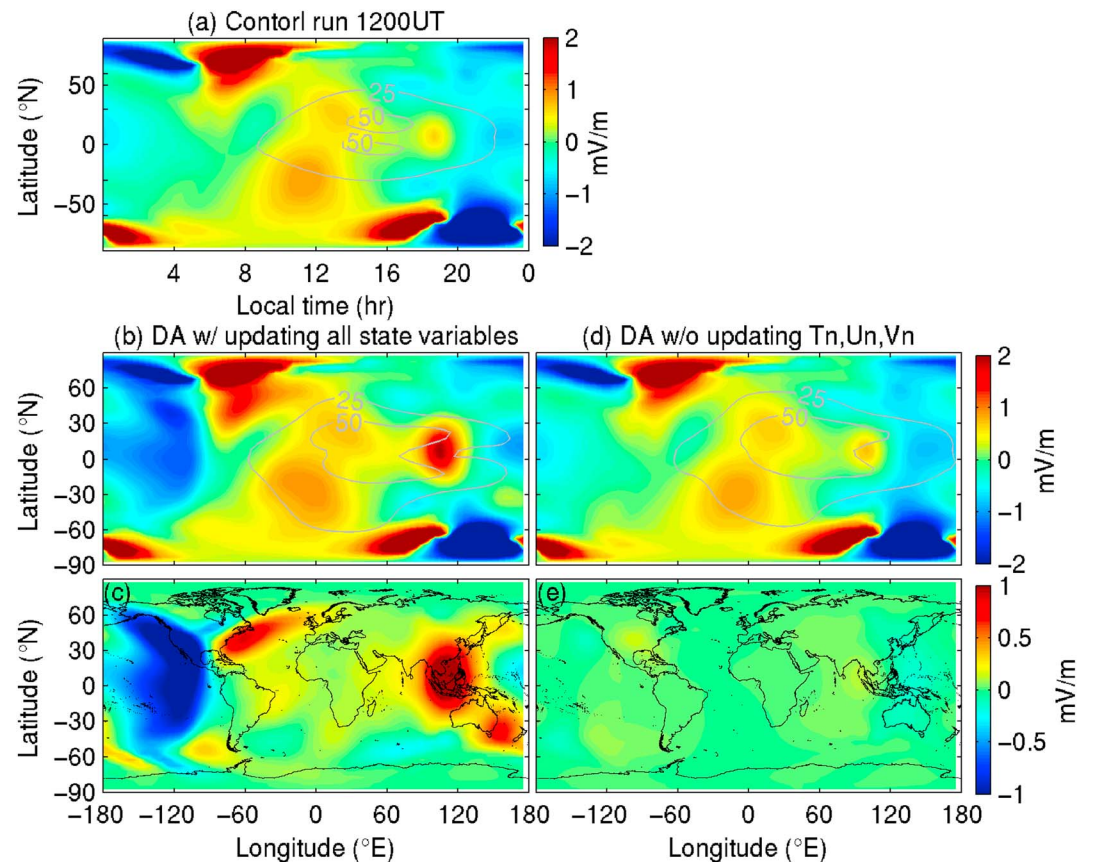 (a) Contorl run 1200UT
Latitude (°N)
50
0
−50
25
50
50
2
1
0
−1
−2
mV/m
4 8 12 16 20 0
Local time (hr)
(b) DA w/ updating all state variables
Latitude (°N)
60
30
0
−30
−60
−90
25
50
(d) DA w/o updating Tn,Un,Vn
25
50
2
1
0
−1
−2
mV/m
(c)
Latitude (°N)
60
30
0
−30
−60
−90
−180 −120 −60 0 60 120 180
Longitude (°E)
(e)
−120 −60 0 60 120 180
Longitude (°E)
1
0.5
0
−0.5
−1
mV/m